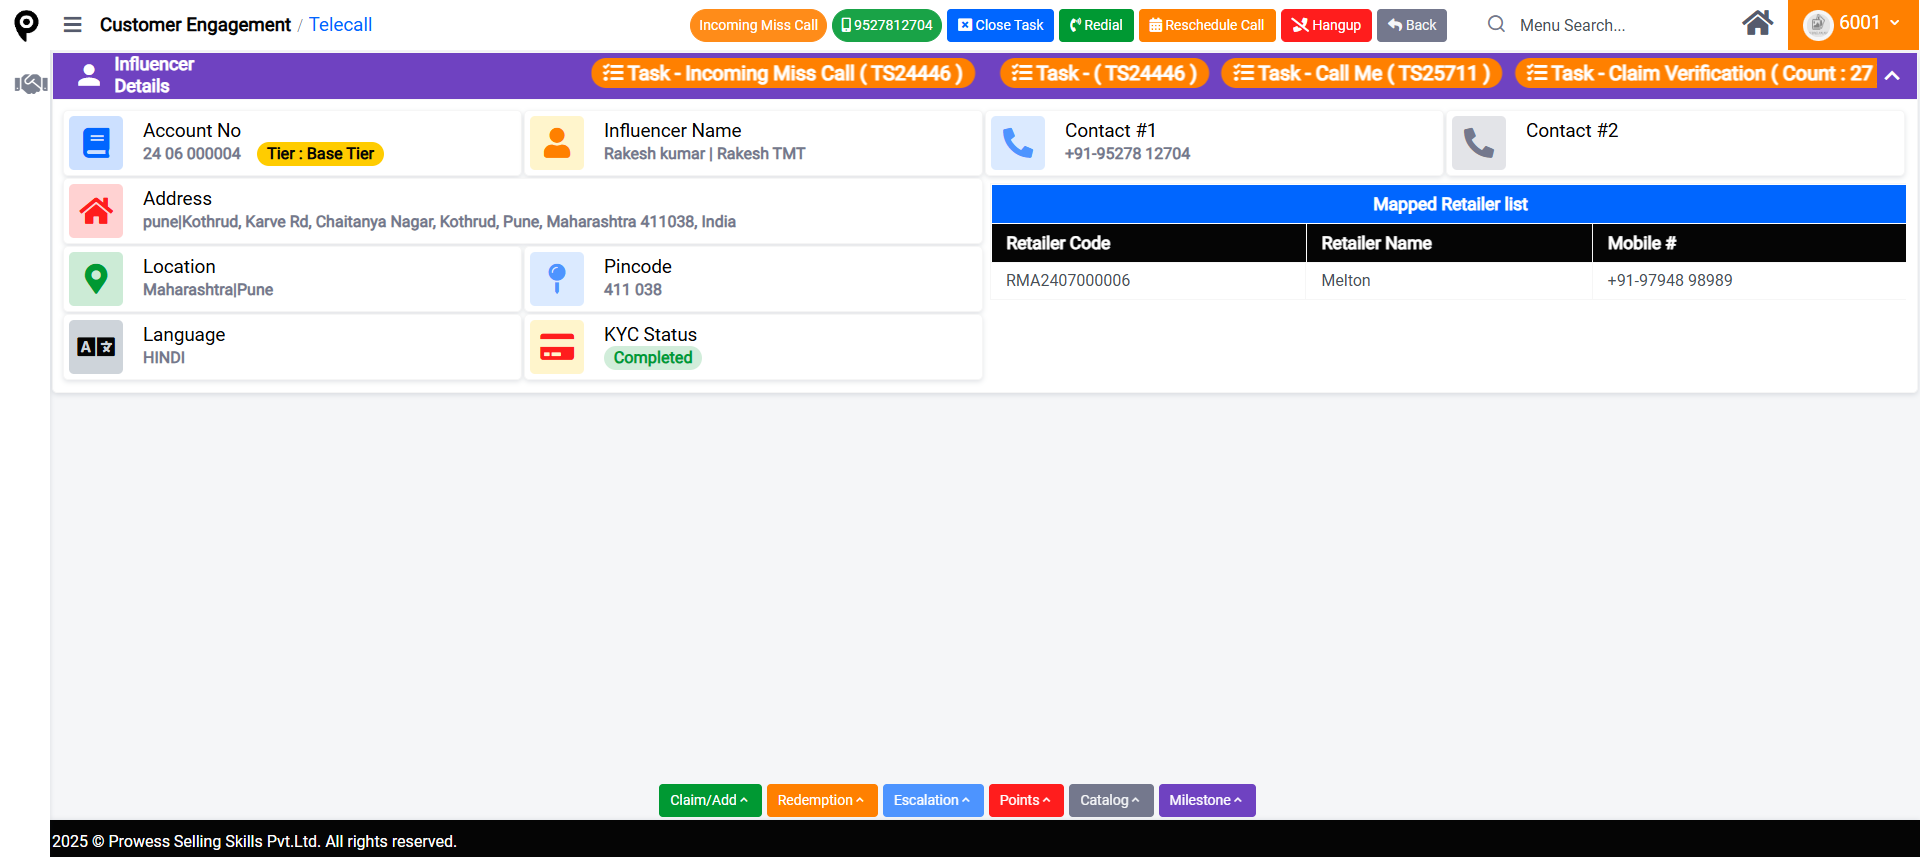 Customer Engagement / Telecall
Incoming Miss Call
9527812704
Close Task
Redial
Reschedule Call
Hangup
Back
Menu Search...
6001
Influencer
Details
Task - Incoming Miss Call ( TS24446 )
Task - ( TS24446 )
Task - Call Me ( TS25711 )
Task - Claim Verification ( Count : 27
Account No
24 06 000004
Tier : Base Tier
Influencer Name
Rakesh kumar | Rakesh TMT
Contact #1
+91-95278 12704
Contact #2
Address
pune|Kothrud, Karve Rd, Chaitanya Nagar, Kothrud, Pune, Maharashtra 411038, India
Location
Maharashtra|Pune
Pincode
411 038
Language
HINDI
KYC Status
Completed
Mapped Retailer list
Retailer Code Retailer Name Mobile #
RMA2407000006 Melton +91-97948 98989
Claim/Add
Redemption
Escalation
Points
Catalog
Milestone
2025 © Prowess Selling Skills Pvt.Ltd. All rights reserved.